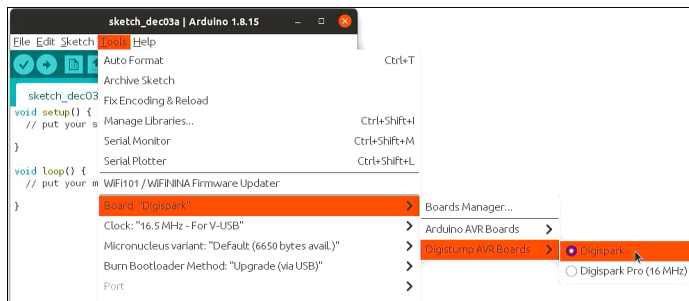 sketch_dec03a | Arduino 1.8.15
File Edit Sketch Tools Help
Auto Format Ctrl+T
Archive Sketch
sketch_dec03
Fix Encoding & Reload
void setup() {
// put your s
Manage Libraries... Ctrl+Shift+I
}
Serial Monitor Ctrl+Shift+M
Serial Plotter Ctrl+Shift+L
void loop() {
// put your m
WiFi101 / WiFiNINA Firmware Updater
}
Board: "Digispark"
Boards Manager...
Clock: "16.5 MHz - For V-USB"
Arduino AVR Boards
Micronucleus variant: "Default (6650 bytes avail.)"
Digistump AVR Boards
Digispark
Burn Bootloader Method: "Upgrade (via USB)"
Digispark Pro (16 MHz)
Port